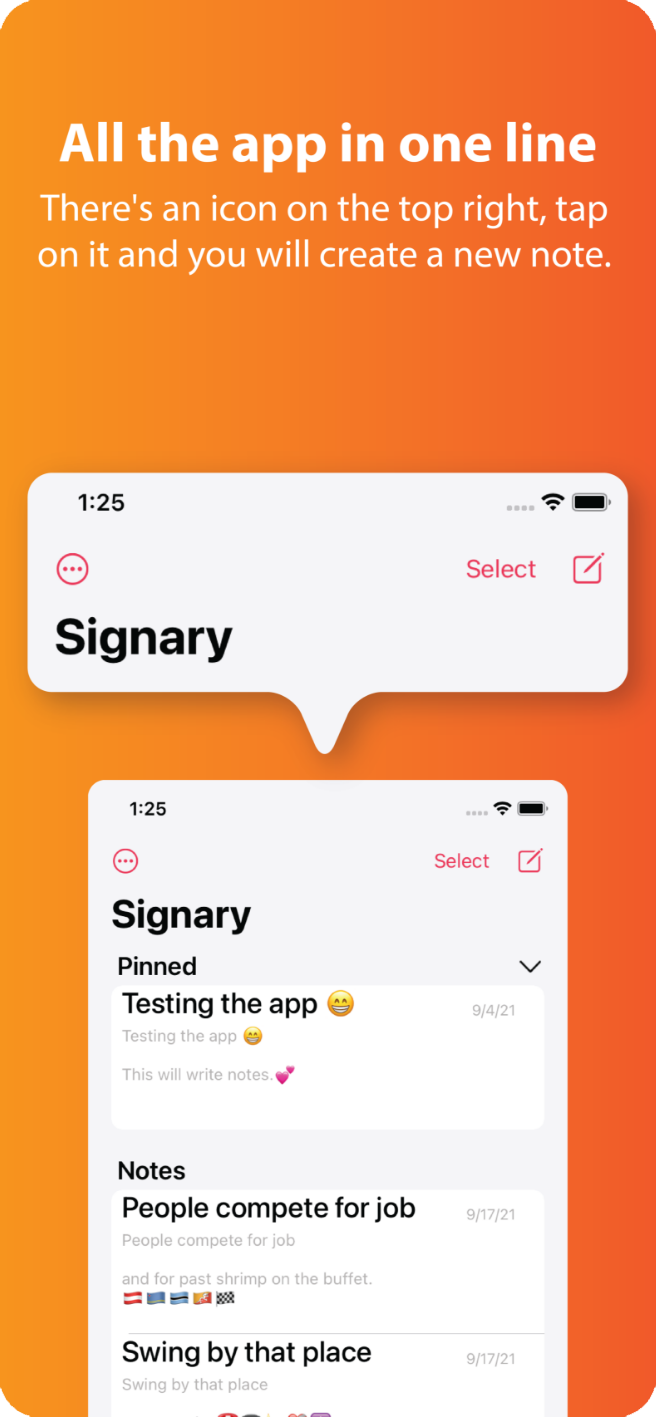 All the app in one line
There's an icon on the top right, tap
on it and you will create a new note.
1:25
Select
Signary
1:25
Select
Signary
Pinned
Testing the app 😁
9/4/21
Testing the app 😁
This will write notes.💕
Notes
People compete for job
9/17/21
People compete for job
and for past shrimp on the buffet.
🇦🇹🇦🇼🇧🇼🇧🇹🏁
Swing by that place
9/17/21
Swing by that place